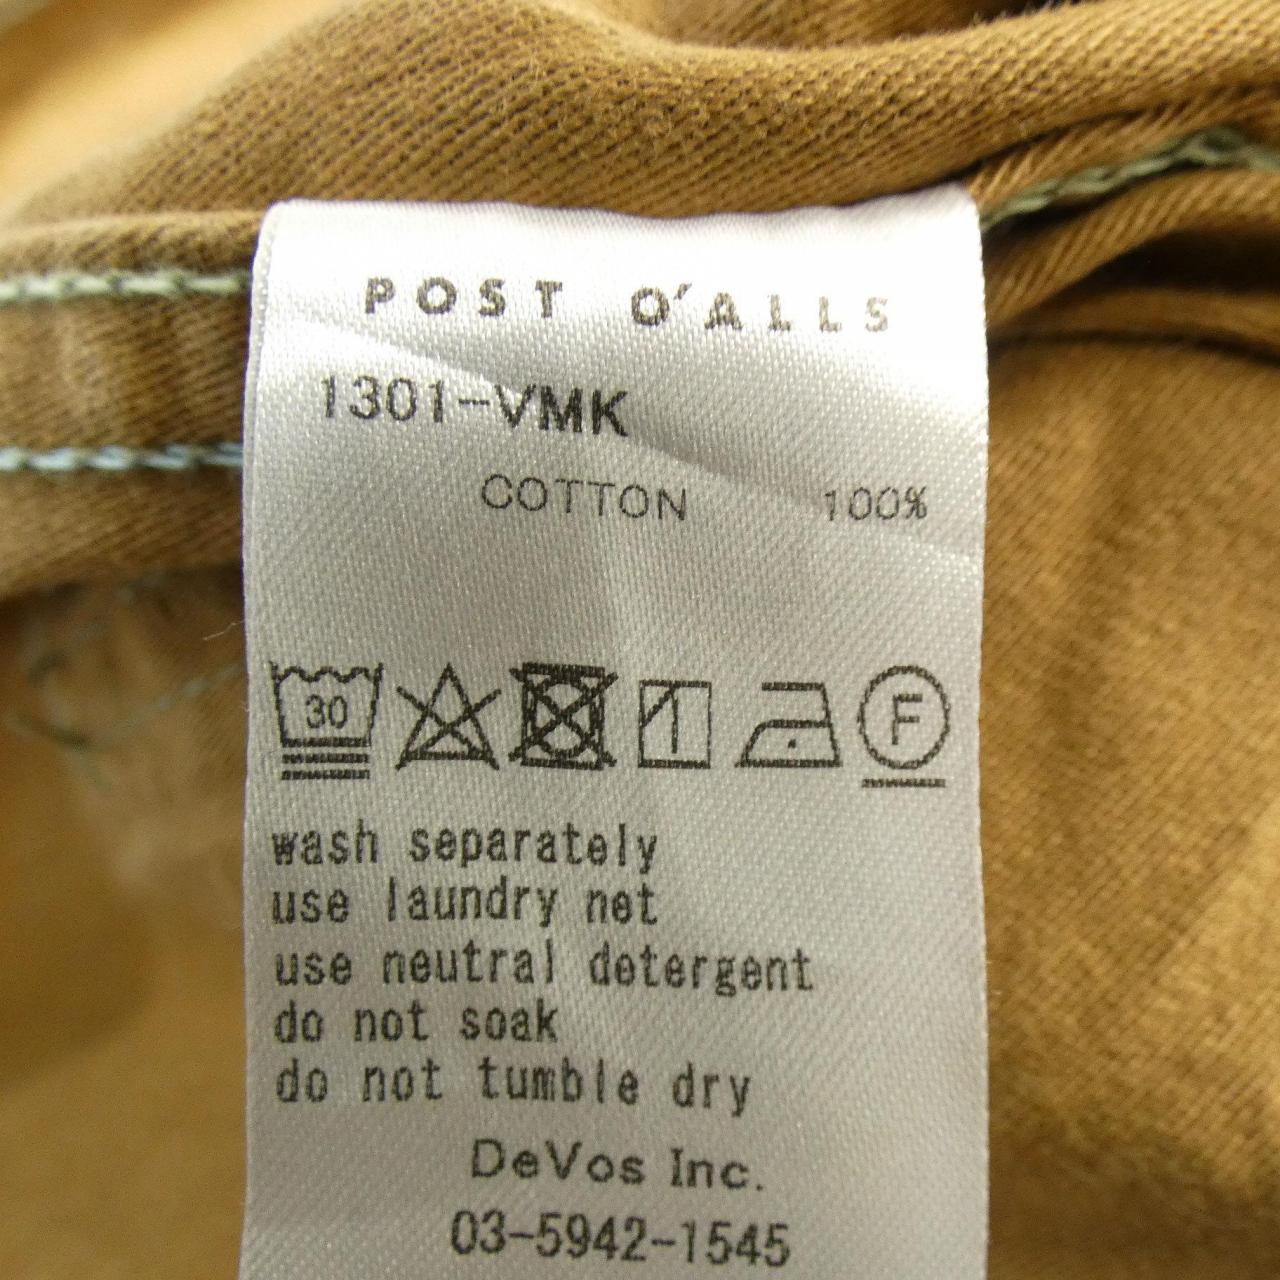 POST O'ALLS
1301-VMK
COTTON 100%
30 F
wash separately
use laundry net
use neutral detergent
do not soak
do not tumble dry
DeVos Inc.
03-5942-1545